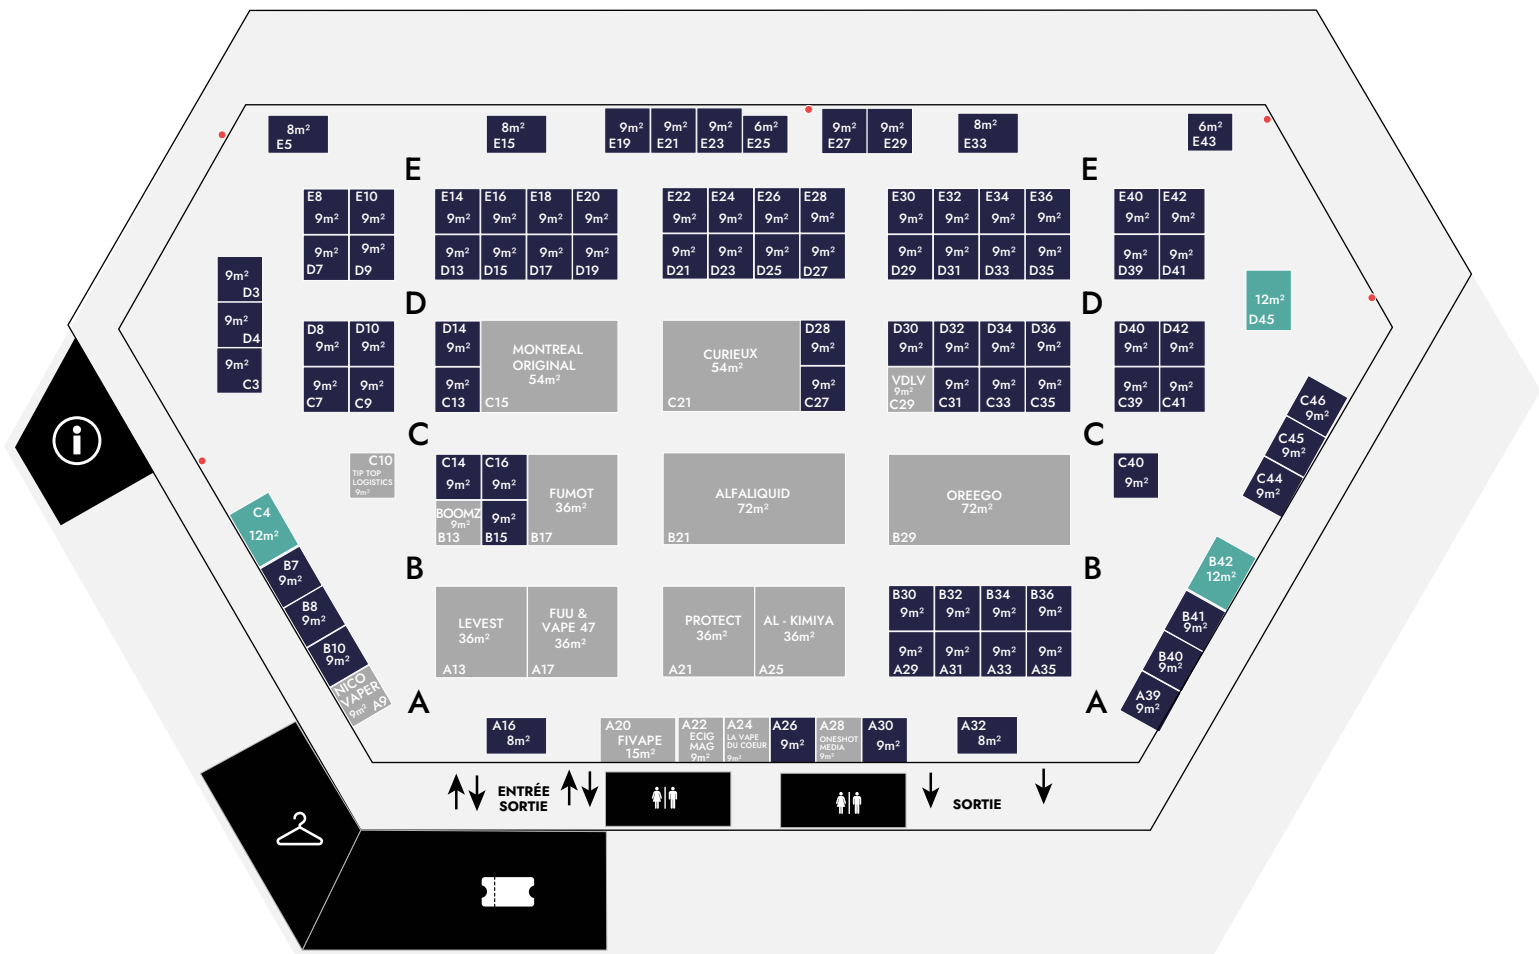 8m²
E5
8m²
E15
9m²
E19
9m²
E21
9m²
E23
6m²
E25
9m²
E27
9m²
E29
8m²
E33
6m²
E43
E
E
E8
9m²
E10
9m²
E14
9m²
E16
9m²
E18
9m²
E20
9m²
E22
9m²
E24
9m²
E26
9m²
E28
9m²
E30
9m²
E32
9m²
E34
9m²
E36
9m²
E40
9m²
E42
9m²
9m²
D7
9m²
D9
9m²
D13
9m²
D15
9m²
D17
9m²
D19
9m²
D21
9m²
D23
9m²
D25
9m²
D27
9m²
D29
9m²
D31
9m²
D33
9m²
D35
9m²
D39
9m²
D41
9m²
D3
9m²
D4
9m²
C3
12m²
D45
D
D
D8
9m²
D10
9m²
D14
9m²
MONTREAL
ORIGINAL
54m²
C15
CURIEUX
54m²
C21
D28
9m²
D30
9m²
D32
9m²
D34
9m²
D36
9m²
D40
9m²
D42
9m²
9m²
C7
9m²
C9
9m²
C13
9m²
C27
VDLV
9m²
C29
9m²
C31
9m²
C33
9m²
C35
9m²
C39
9m²
C41
C46
9m²
C45
9m²
C44
9m²
C
C
C10
TIP TOP
LOGISTICS
9m²
C14
9m²
C16
9m²
FUMOT
36m²
B17
BOOMZ
9m²
B13
9m²
B15
ALFALIQUID
72m²
B21
OREEGO
72m²
B29
C40
9m²
C4
12m²
B7
9m²
B8
9m²
B10
9m²
NICO
VAPER
9m² A9
B42
12m²
B41
9m²
B40
9m²
A39
9m²
B
B
LEVEST
36m²
A13
FUU &
VAPE 47
36m²
A17
PROTECT
36m²
A21
AL - KIMIYA
36m²
A25
B30
9m²
B32
9m²
B34
9m²
B36
9m²
9m²
A29
9m²
A31
9m²
A33
9m²
A35
A
A
A16
8m²
A20
FIVAPE
15m²
A22
ECIG
MAG
9m²
A24
LA VAPE
DU COEUR
9m²
A26
9m²
A28
ONESHOT
MEDIA
9m²
A30
9m²
A32
8m²
ENTRÉE
SORTIE
SORTIE